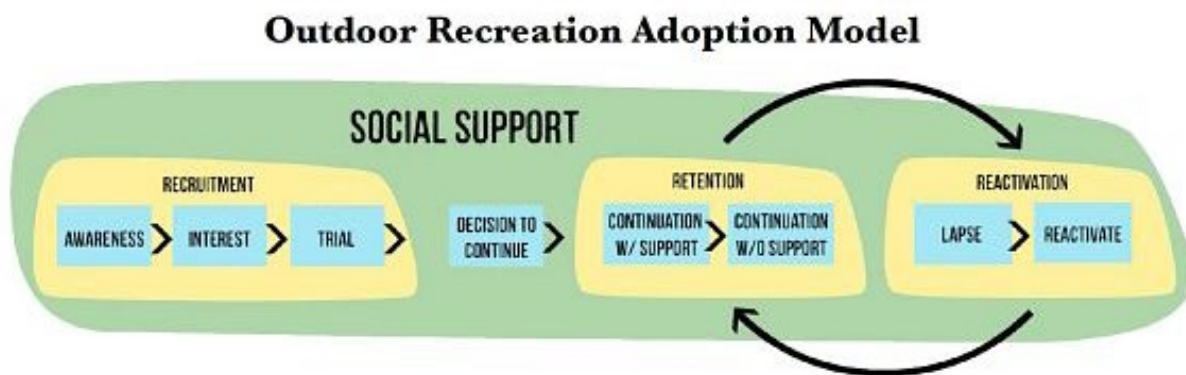 Outdoor Recreation Adoption Model
SOCIAL SUPPORT
RECRUITMENT
AWARENESS
INTEREST
TRIAL
DECISION TO
CONTINUE
RETENTION
CONTINUATION
W/ SUPPORT
CONTINUATION
W/O SUPPORT
REACTIVATION
LAPSE
REACTIVATE